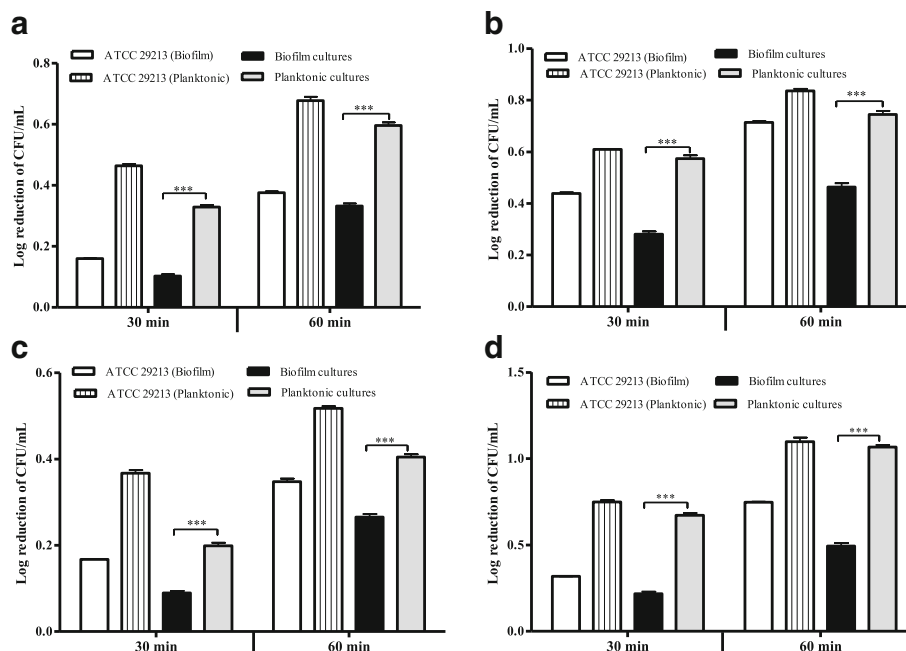 a
ATCC 29213 (Biofilm)
Biofilm cultures
ATCC 29213 (Planktonic)
Planktonic cultures
Log reduction of CFU/mL
0.8
0.6
0.4
0.2
0.0
***
***
30 min
60 min
b
ATCC 29213 (Biofilm)
Biofilm cultures
ATCC 29213 (Planktonic)
Planktonic cultures
Log reduction of CFU/mL
1.0
0.8
0.6
0.4
0.2
0.0
***
***
30 min
60 min
c
ATCC 29213 (Biofilm)
Biofilm cultures
ATCC 29213 (Planktonic)
Planktonic cultures
Log reduction of CFU/mL
0.6
0.4
0.2
0.0
***
***
30 min
60 min
d
ATCC 29213 (Biofilm)
Biofilm cultures
ATCC 29213 (Planktonic)
Planktonic cultures
Log reduction of CFU/mL
1.5
1.0
0.5
0.0
***
***
30 min
60 min